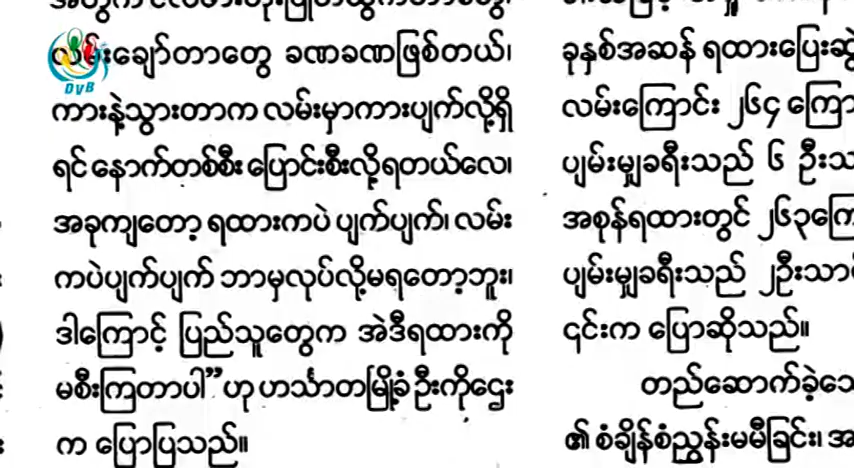 လမ်းချော်တာတွေ ခဏခဏဖြစ်တယ်၊
DVB
ကားနဲ့သွားတာက လမ်းမှာကားပျက်လို့ရှိ
ရင် နောက်တစ်စီး ပြောင်းစီးလို့ရတယ်လေ၊
အခုကျတော့ ရထားကပဲ ပျက်ပျက်၊ လမ်း
ကပဲပျက်ပျက် ဘာမှလုပ်လို့မရတော့ဘူး၊
ဒါကြောင့် ပြည်သူတွေက အဲဒီရထားကို
မစီးကြတာပါ”ဟု ဟင်္သာတမြို့ခံ ဦးကိုဌေး
က ပြောပြသည်။
ခုနှစ်အဆန် ရထားပြေးဆွဲ
လမ်းကြောင်း ၂၆၄ ကြော
ပျမ်းမျှခရီးသည် ၆ ဦးသ
အစုန်ရထားတွင် ၂၆၃ကြေ
ပျမ်းမျှခရီးသည် ၂ဦးသာ
၎င်းက ပြောဆိုသည်။
တည်ဆောက်ခဲ့သေ
၏ စံချိန်စံညွှန်းမမီခြင်း၊ အ